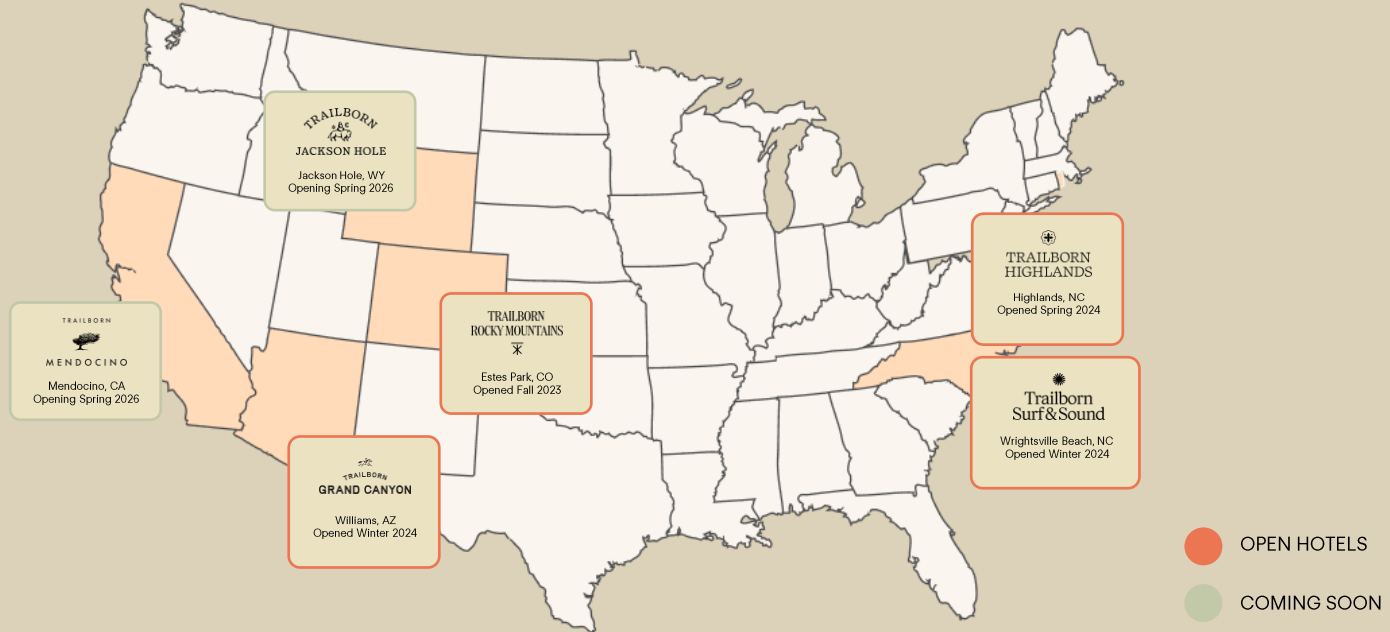 TRAILBORN
JACKSON HOLE
Jackson Hole, WY
Opening Spring 2026
TRAILBORN
HIGHLANDS
Highlands, NC
Opened Spring 2024
TRAILBORN
MENDOCINO
Mendocino, CA
Opening Spring 2026
TRAILBORN
ROCKY MOUNTAINS
Estes Park, CO
Opened Fall 2023
Trailborn
Surf&Sound
Wrightsville Beach, NC
Opened Winter 2024
TRAILBORN
GRAND CANYON
Williams, AZ
Opened Winter 2024
OPEN HOTELS
COMING SOON